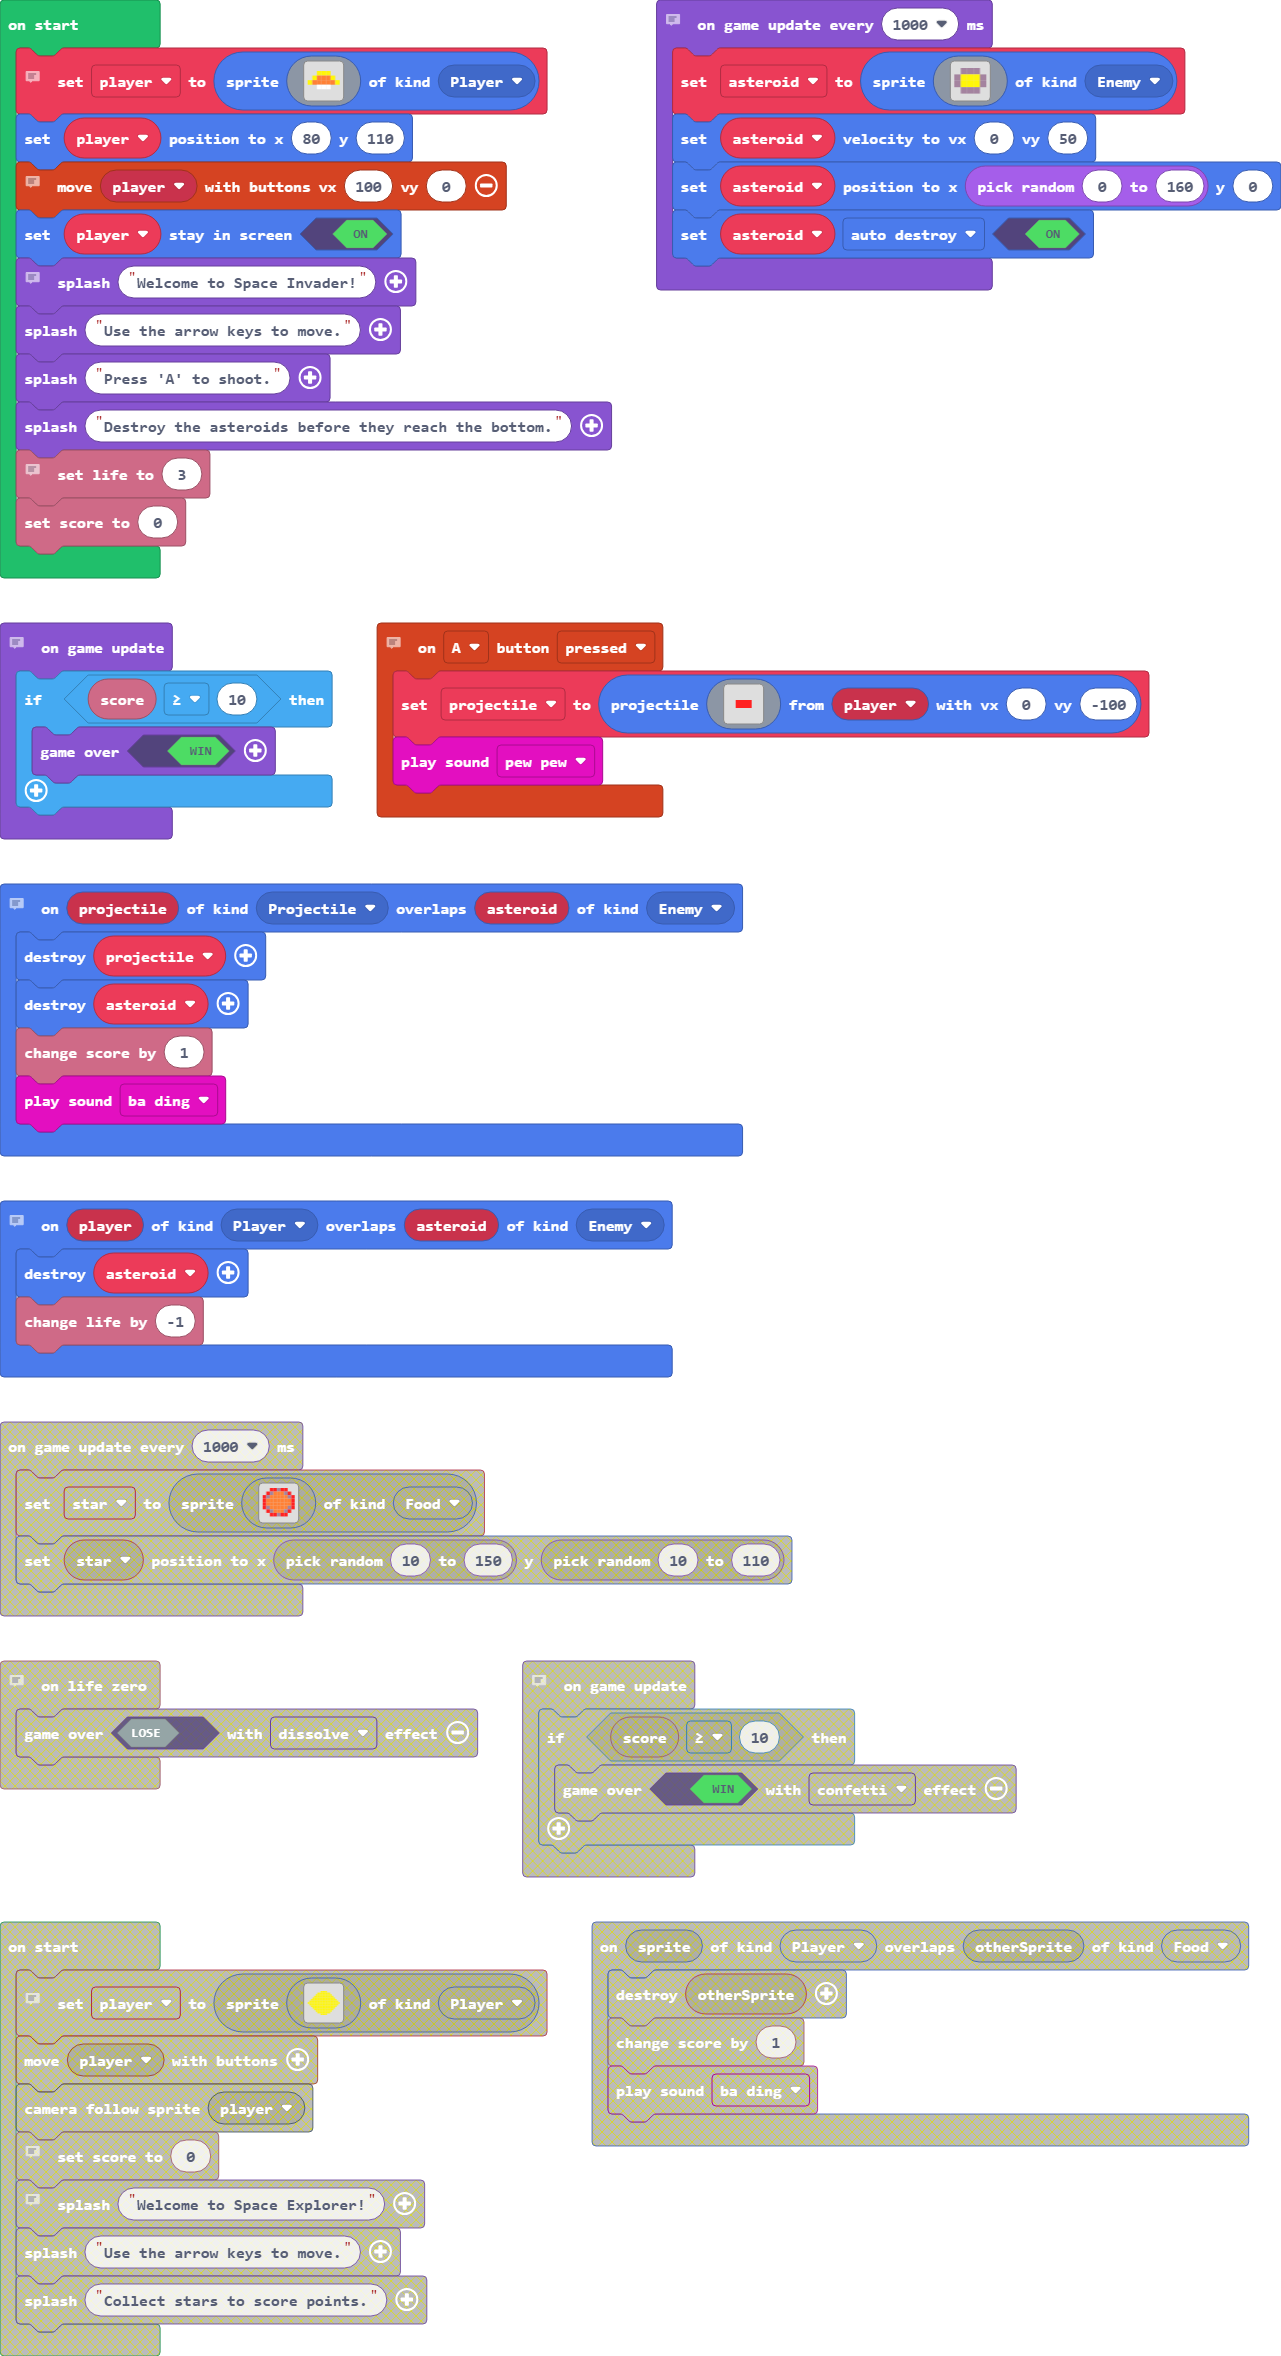 on start
set player to sprite of kind Player
set player position to x 80 y 110
move player with buttons vx 100 vy 0
set player stay in screen ON
splash "Welcome to Space Invader!"
splash "Use the arrow keys to move."
splash "Press 'A' to shoot."
splash "Destroy the asteroids before they reach the bottom."
set life to 3
set score to 0
on game update every 1000 ms
set asteroid to sprite of kind Enemy
set asteroid velocity to vx 0 vy 50
set asteroid position to x pick random 0 to 160 y 0
set asteroid auto destroy ON
on game update
if score ≥ 10 then
game over WIN
on A button pressed
set projectile to projectile from player with vx 0 vy -100
play sound pew pew
on projectile of kind Projectile overlaps asteroid of kind Enemy
destroy projectile
destroy asteroid
change score by 1
play sound ba ding
on player of kind Player overlaps asteroid of kind Enemy
destroy asteroid
change life by -1
on game update every 1000 ms
set star to sprite of kind Food
set star position to x pick random 10 to 150 y pick random 10 to 110
on life zero
game over LOSE with dissolve effect
on game update
if score ≥ 10 then
game over WIN with confetti effect
on start
set player to sprite of kind Player
move player with buttons
camera follow sprite player
set score to 0
splash "Welcome to Space Explorer!"
splash "Use the arrow keys to move."
splash "Collect stars to score points."
on sprite of kind Player overlaps otherSprite of kind Food
destroy otherSprite
change score by 1
play sound ba ding